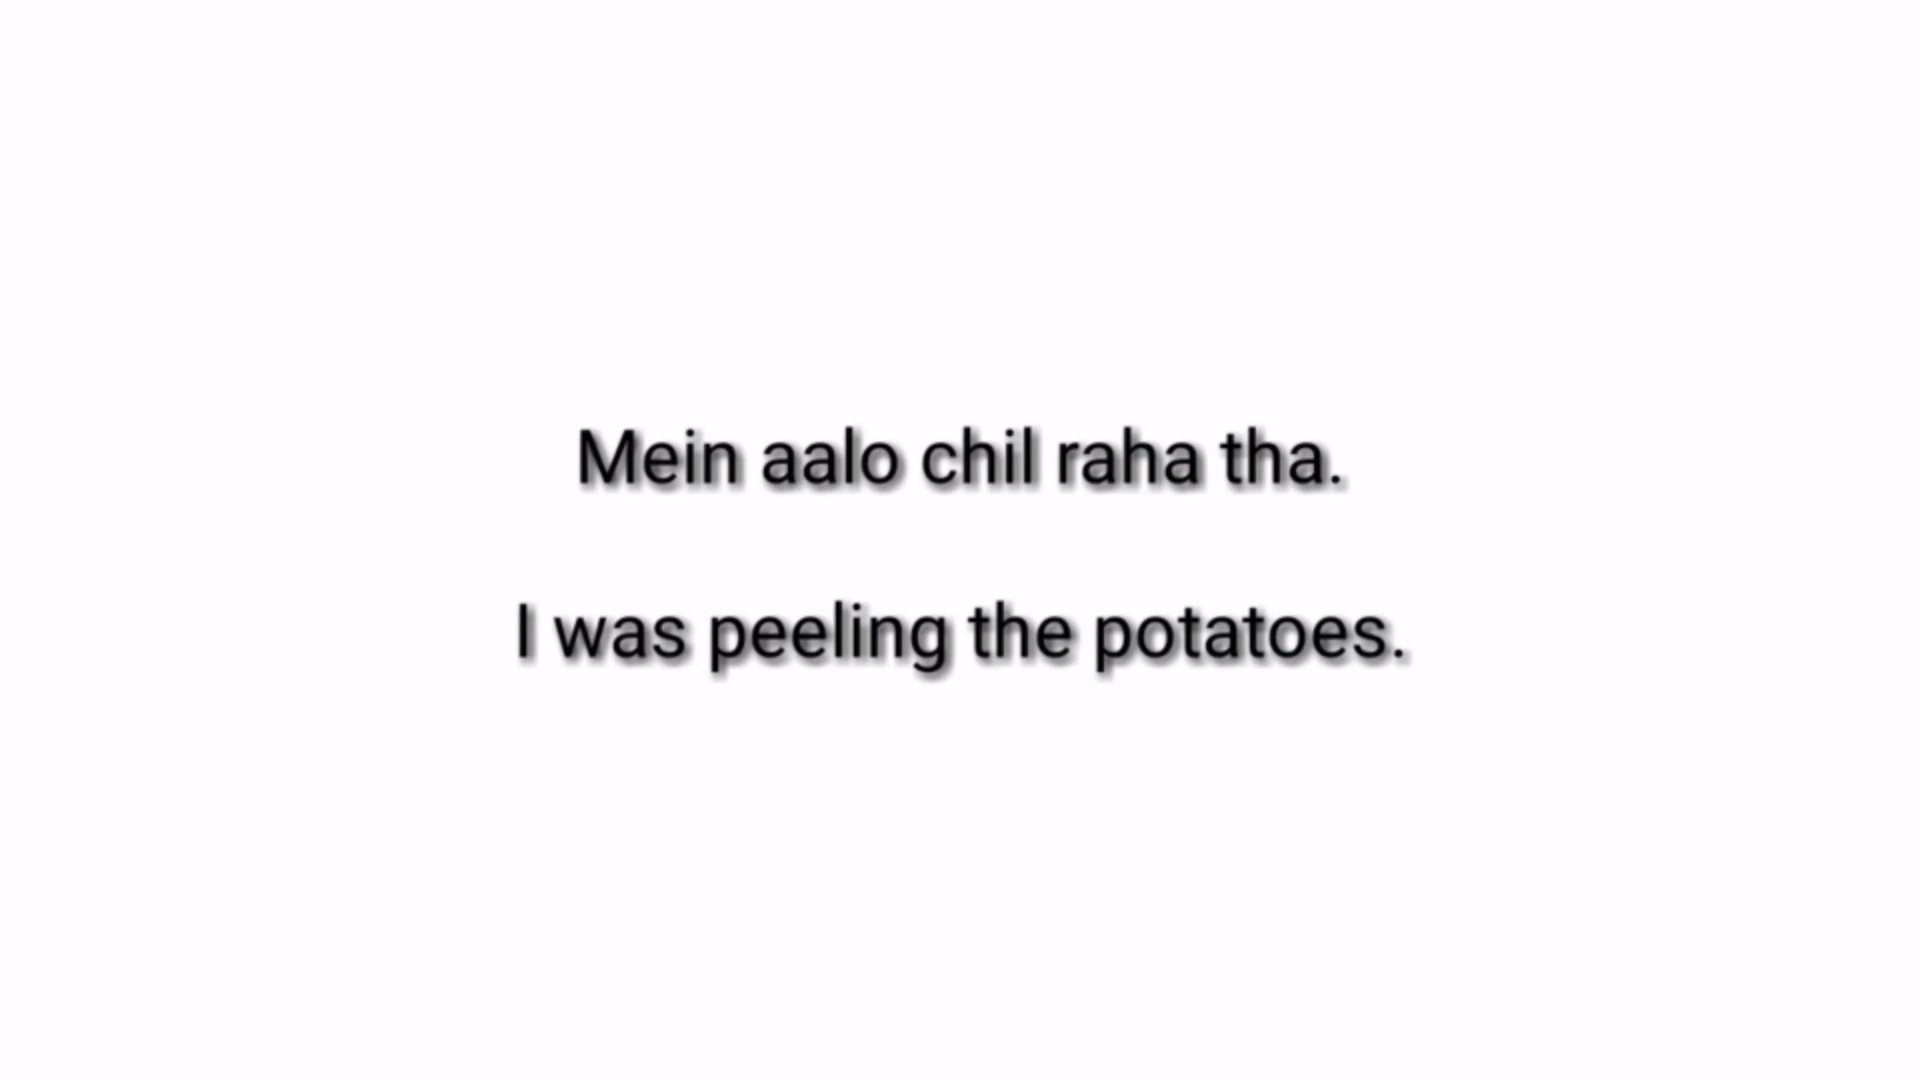 Mein aalo chil raha tha.
I was peeling the potatoes.